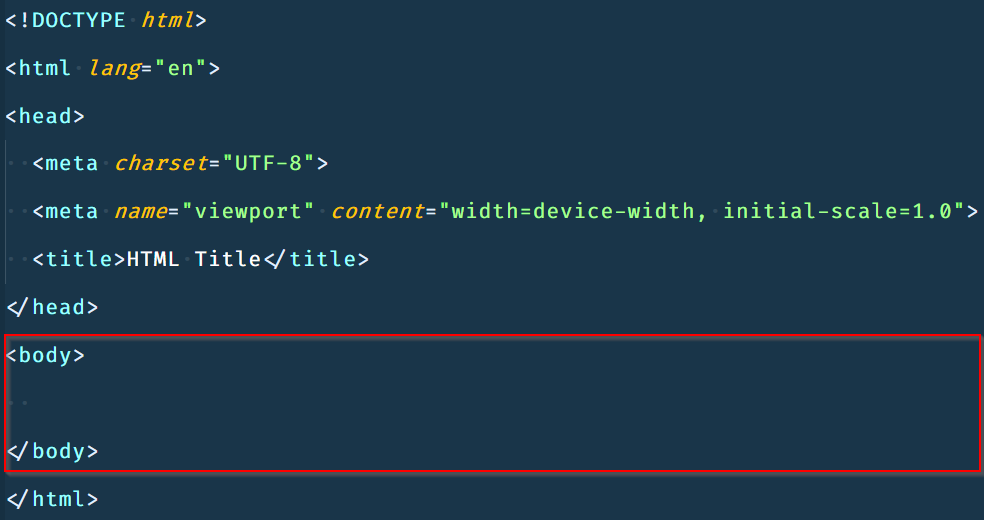 <!DOCTYPE html>
<html lang="en">
<head>
<meta charset="UTF-8">
<meta name="viewport" content="width=device-width, initial-scale=1.0">
<title>HTML Title</title>
</head>
<body>
</body>
</html>